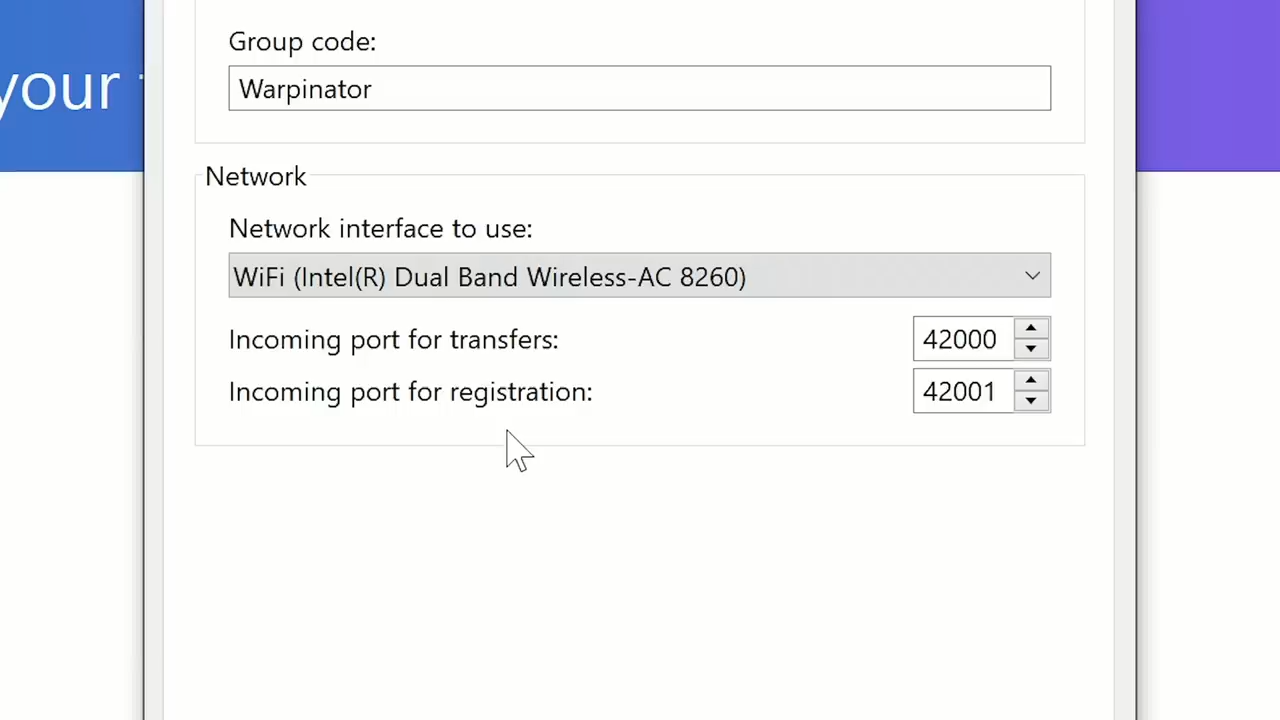 Group code:
your
Warpinator
Network
Network interface to use:
WiFi (Intel(R) Dual Band Wireless-AC 8260)
Incoming port for transfers: 42000
Incoming port for registration: 42001